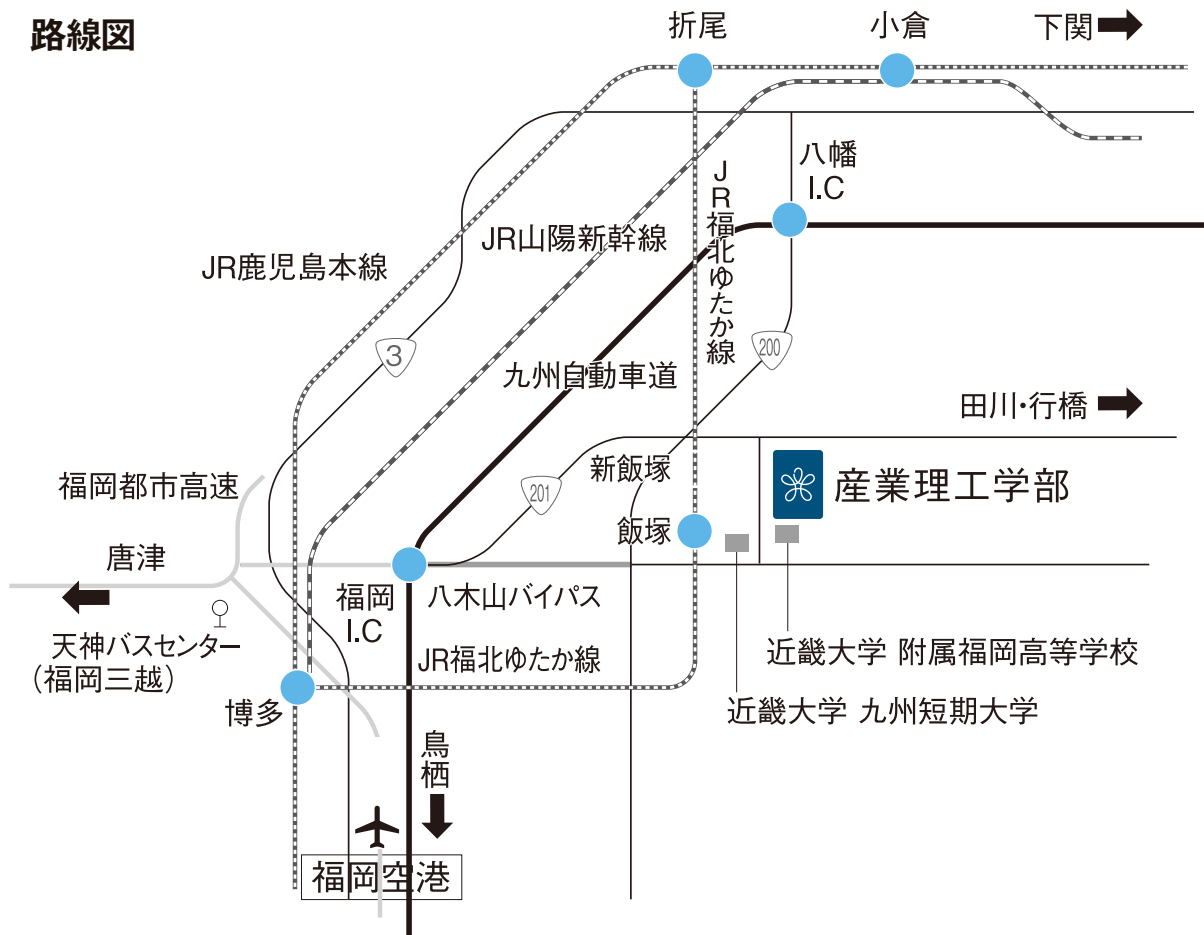 路線図
折尾
小倉
下関
八幡
I.C
JR福北ゆたか線
JR山陽新幹線
JR鹿児島本線
3
200
九州自動車道
田川・行橋
新飯塚
産業理工学部
福岡都市高速
201
飯塚
唐津
福岡
I.C
八木山バイパス
天神バスセンター
(福岡三越)
JR福北ゆたか線
近畿大学 附属福岡高等学校
博多
近畿大学 九州短期大学
鳥栖
福岡空港